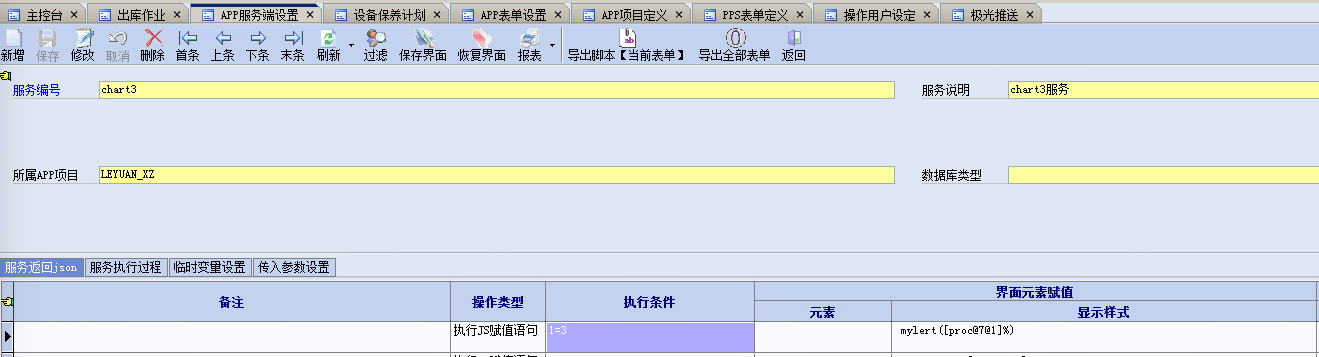 主控台 出库作业 APP服务端设置 设备保养计划 APP表单设置 APP项目定义 PPS表单定义 操作用户设定 极光推送
新增 保存 修改 取消 删除 首条 上条 下条 末条 刷新 过滤 保存界面 恢复界面 报表 导出脚本【当前表单】 导出全部表单 返回
服务编号 chart3 服务说明 chart3服务
所属APP项目 LEYUAN_XZ 数据库类型
服务返回json 服务执行过程 临时变量设置 传入参数设置
备注 操作类型 执行条件 界面元素赋值
元素 显示样式
执行JS赋值语句 1=3 mylert([proc@7@1]%)